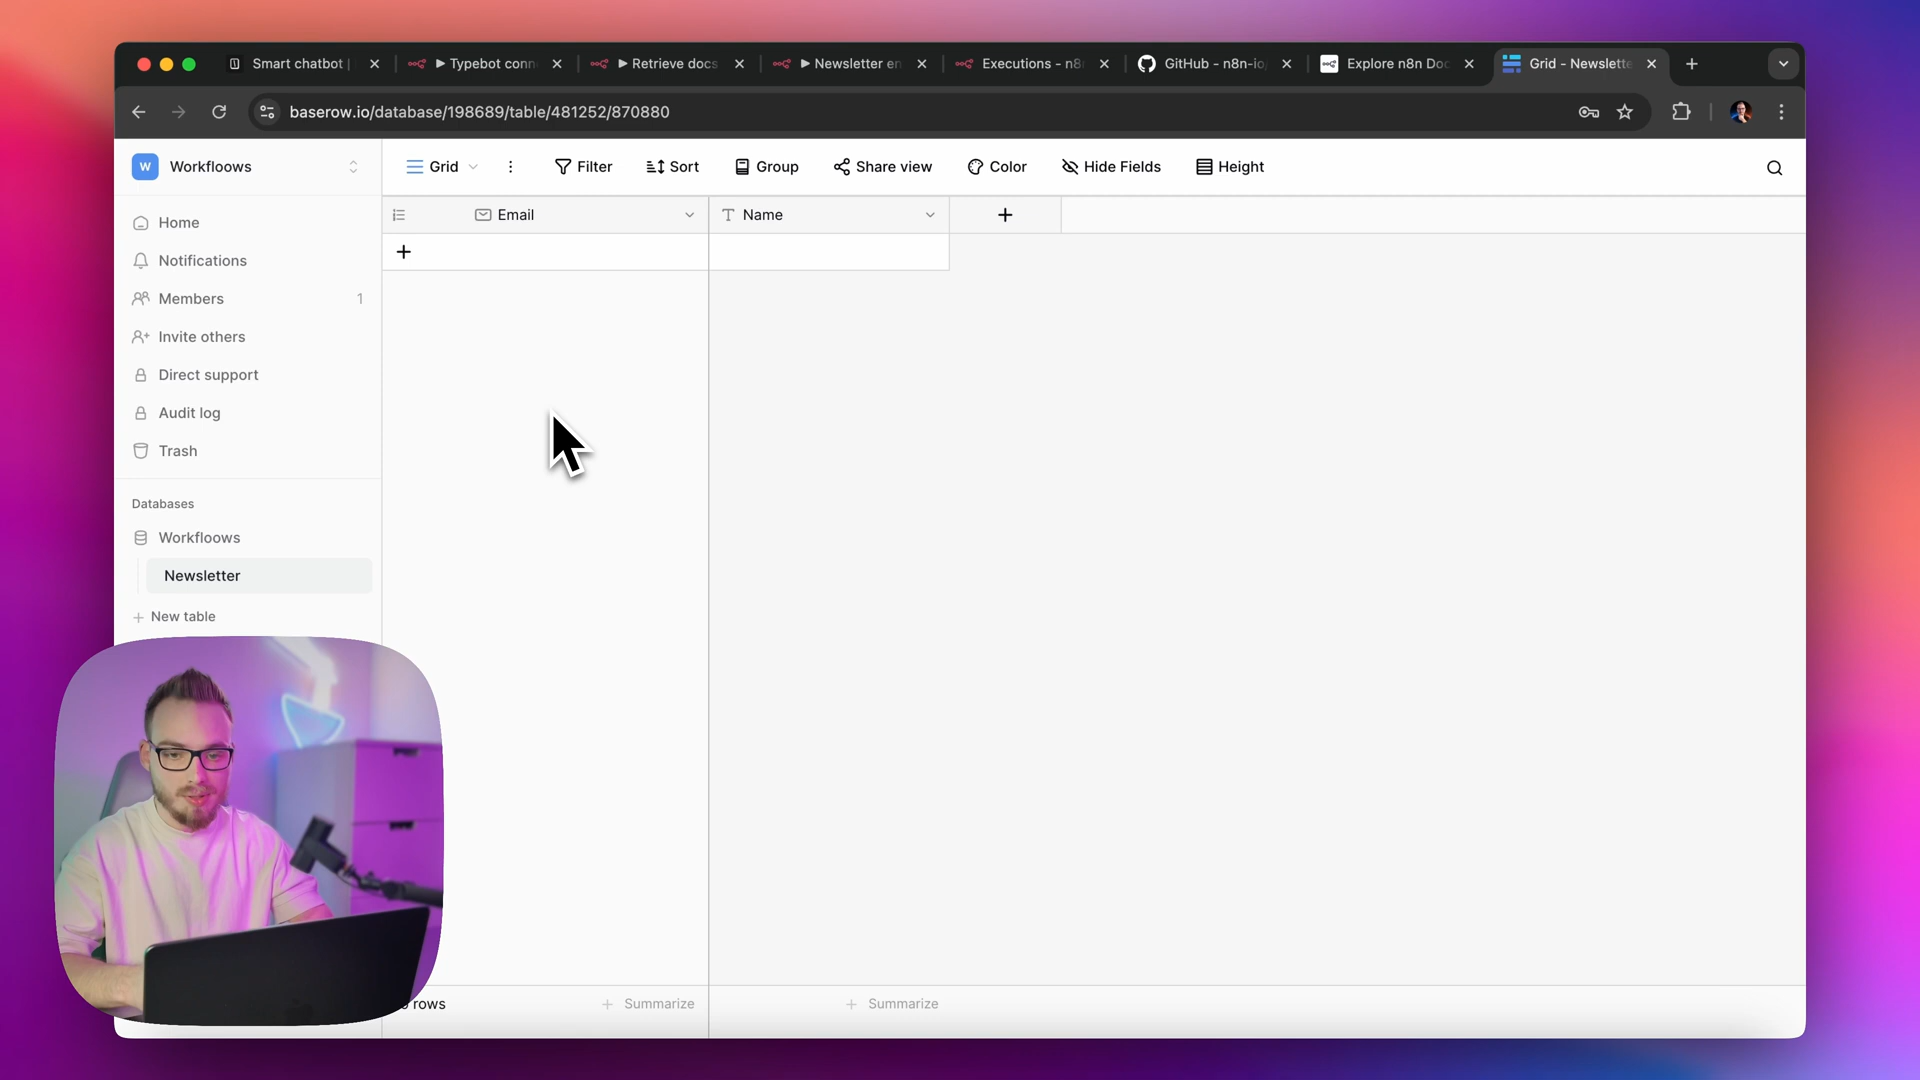 Smart chatbot |
Typebot conn
Retrieve docs
Newsletter en
Executions - n8
GitHub - n8n-io
Explore n8n Doc
Grid - Newslette
baserow.io/database/198689/table/481252/870880
W Workfloows
Grid
Filter
Sort
Group
Share view
Color
Hide Fields
Height
Home
Notifications
Members 1
Invite others
Direct support
Audit log
Trash
Databases
Workfloows
Newsletter
+ New table
Email
Name
+
+
rows
+ Summarize
+ Summarize